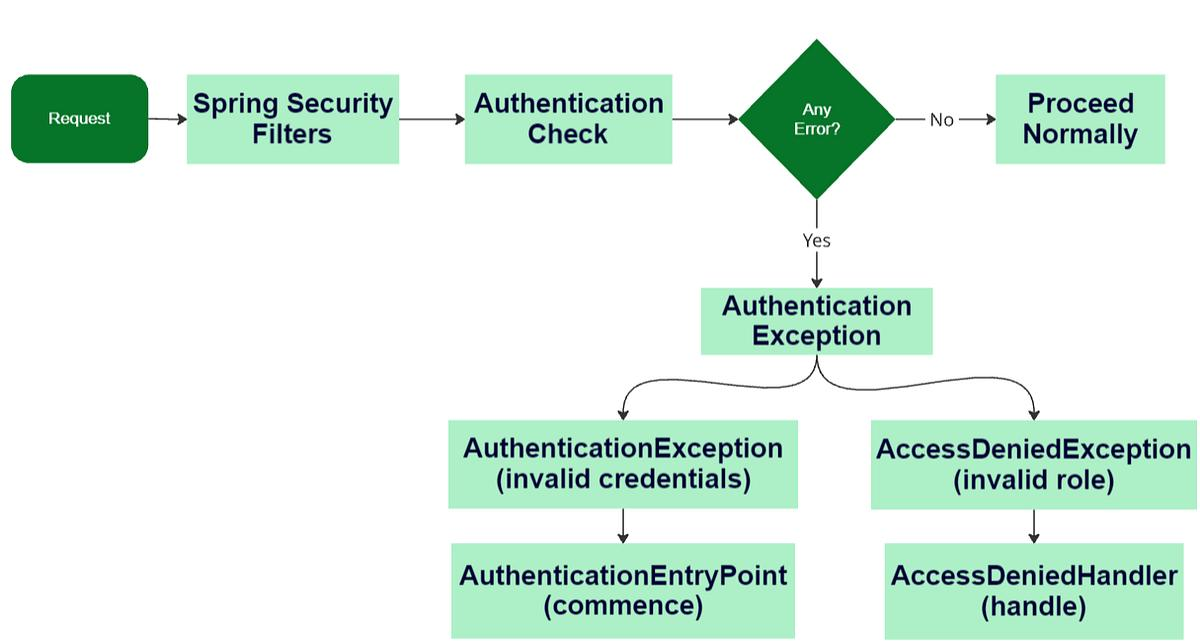 Request
Spring Security
Filters
Authentication
Check
Any
Error?
No
Proceed
Normally
Yes
Authentication
Exception
AuthenticationException
(invalid credentials)
AccessDeniedException
(invalid role)
AuthenticationEntryPoint
(commence)
AccessDeniedHandler
(handle)